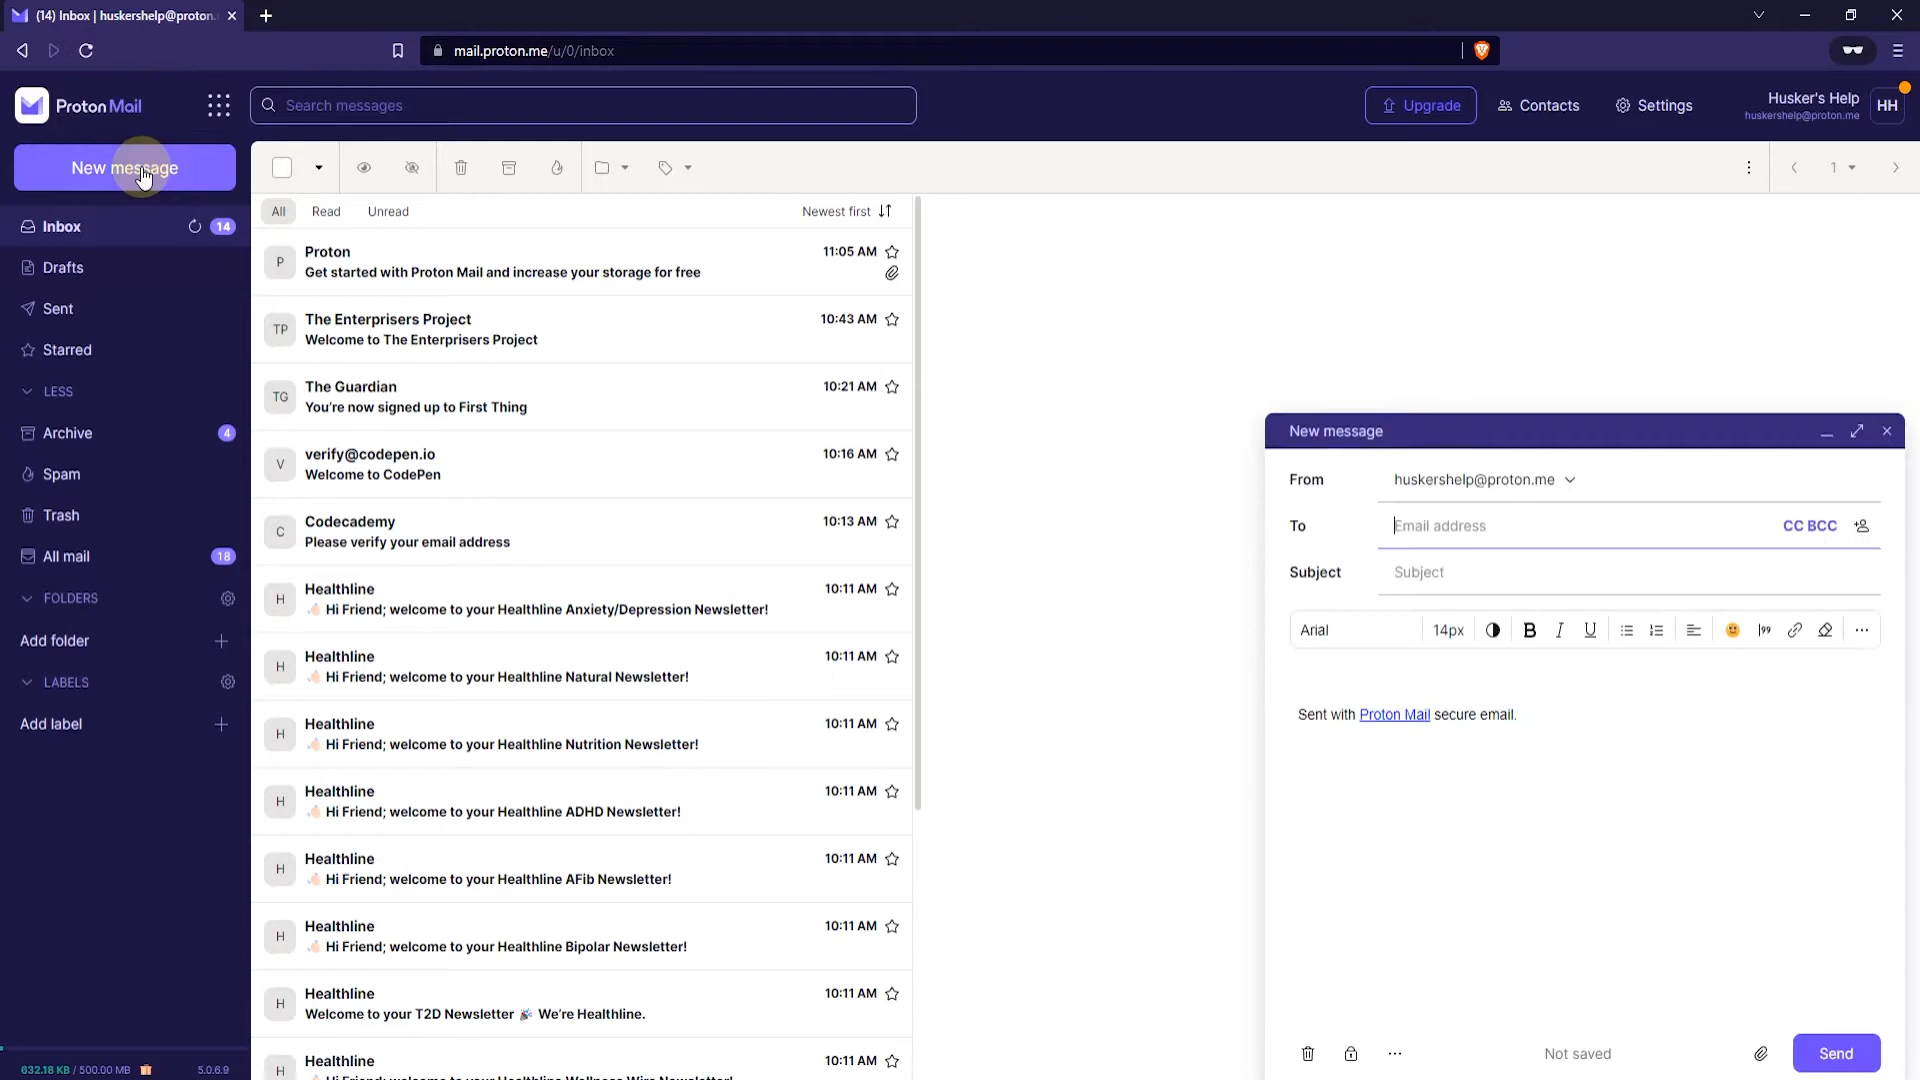 (14) Inbox | huskershelp@proton.
mail.proton.me/u/0/inbox
Proton Mail
Search messages
Upgrade
Contacts
Settings
Husker's Help
huskershelp@proton.me
HH
New message
1
Inbox
14
Drafts
Sent
Starred
LESS
Archive
4
Spam
Trash
All mail
18
FOLDERS
Add folder
LABELS
Add label
632.18 KB / 500.00 MB
5.0.6.9
All Read Unread
Newest first
P
Proton
11:05 AM
Get started with Proton Mail and increase your storage for free
TP
The Enterprisers Project
10:43 AM
Welcome to The Enterprisers Project
TG
The Guardian
10:21 AM
You're now signed up to First Thing
V
verify@codepen.io
10:16 AM
Welcome to CodePen
C
Codecademy
10:13 AM
Please verify your email address
H
Healthline
10:11 AM
👋🏻 Hi Friend; welcome to your Healthline Anxiety/Depression Newsletter!
H
Healthline
10:11 AM
👋🏻 Hi Friend; welcome to your Healthline Natural Newsletter!
H
Healthline
10:11 AM
👋🏻 Hi Friend; welcome to your Healthline Nutrition Newsletter!
H
Healthline
10:11 AM
👋🏻 Hi Friend; welcome to your Healthline ADHD Newsletter!
H
Healthline
10:11 AM
👋🏻 Hi Friend; welcome to your Healthline AFib Newsletter!
H
Healthline
10:11 AM
👋🏻 Hi Friend; welcome to your Healthline Bipolar Newsletter!
H
Healthline
10:11 AM
Welcome to your T2D Newsletter 🎉 We're Healthline.
H
Healthline
10:11 AM
New message
From
huskershelp@proton.me
To
Email address
CC BCC
Subject
Subject
Arial
14px
B I U
Sent with Proton Mail secure email.
Not saved
Send